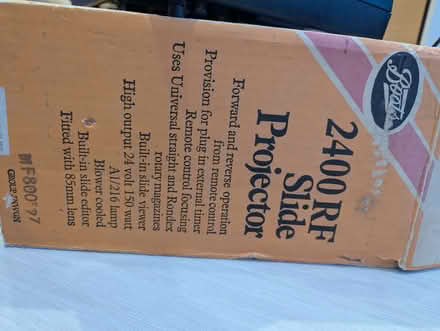 Boots
2400 RF
Slide
Projector
Forward and reverse operation
from remote control
Provision for plug in external timer
Remote control focusing
Uses Universal straight and Rondex
rotary magazines
Built-in slide viewer
High output 24 volt 150 watt
A1/216 lamp
Blower cooled
Built-in slide editor
Fitted with 85mm lens